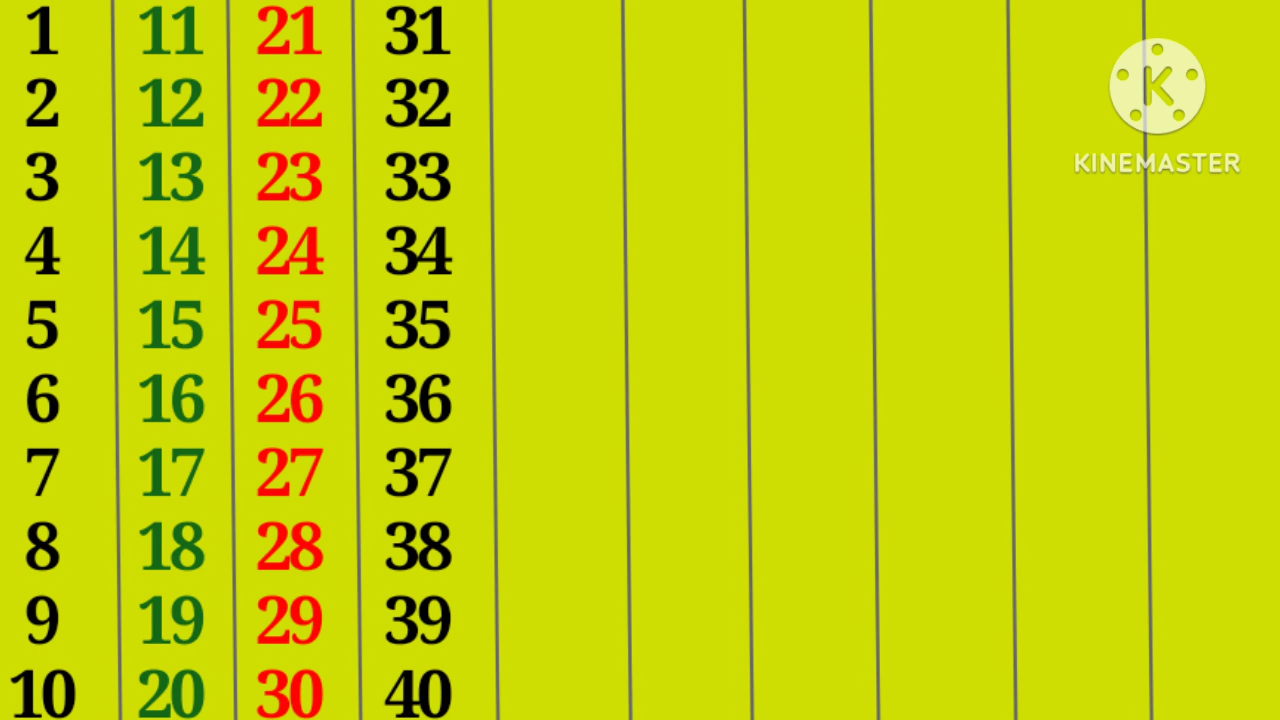 1 11 21 31
2 12 22 32
3 13 23 33
4 14 24 34
5 15 25 35
6 16 26 36
7 17 27 37
8 18 28 38
9 19 29 39
10 20 30 40
K
KINEMASTER